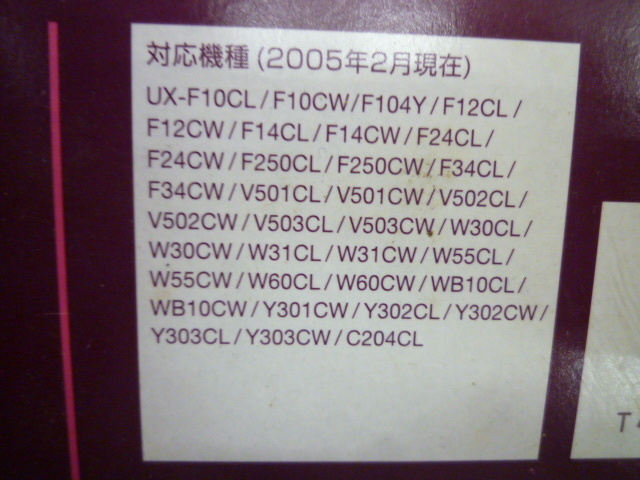 対応機種(2005年2月現在)
UX-F10CL/F10CW/F104Y/F12CL/
F12CW/F14CL/F14CW/F24CL/
F24CW/F250CL/F250CW/F34CL/
F34CW/V501CL/V501CW/V502CL/
V502CW/V503CL/V503CW/W30CL/
W30CW/W31CL/W31CW/W55CL/
W55CW/W60CL/W60CW/WB10CL/
WB10CW/Y301CW/Y302CL/Y302CW/
Y303CL/Y303CW/C204CL